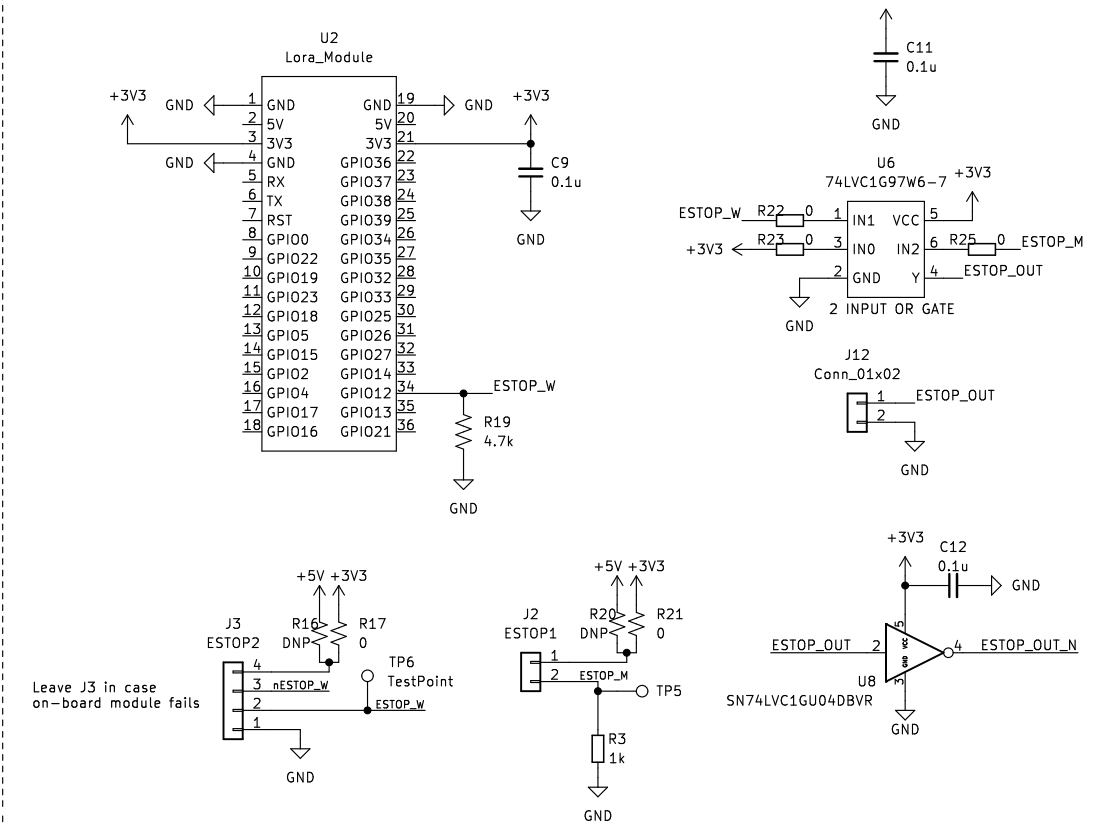 U2
Lora_Module
+3V3
GND
1 GND
2 5V
3 3V3
GND
4 GND
5 RX
6 TX
7 RST
8 GPIO0
9 GPIO22
10 GPIO19
11 GPIO23
12 GPIO18
13 GPIO5
14 GPIO15
15 GPIO2
16 GPIO4
17 GPIO17
18 GPIO16
GND 19
GND
5V 20
3V3 21
GPIO36 22
GPIO37 23
GPIO38 24
GPIO39 25
GPIO34 26
GPIO35 27
GPIO32 28
GPIO33 29
GPIO25 30
GPIO26 31
GPIO27 32
GPIO14 33
GPIO12 34
GPIO13 35
GPIO21 36
+3V3
C9
0.1u
GND
ESTOP_W
R19
4.7k
GND
C11
0.1u
GND
U6
74LVC1G97W6-7
+3V3
ESTOP_W R22 0 1 IN1 VCC 5
+3V3 R23 0 3 IN0 IN2 6 R25 0 ESTOP_M
2 GND Y 4 ESTOP_OUT
GND
2 INPUT OR GATE
J12
Conn_01x02
1 ESTOP_OUT
2
GND
+5V +3V3
R16 R17
DNP 0
J3
ESTOP2
4
3 nESTOP_W
2 ESTOP_W
1
GND
TP6
TestPoint
Leave J3 in case
on-board module fails
+5V +3V3
R20 R21
DNP 0
J2
ESTOP1
1
2 ESTOP_M
TP5
R3
1k
GND
+3V3
C12
0.1u
GND
5
VCC
GND
ESTOP_OUT 2 4 ESTOP_OUT_N
3
U8
SN74LVC1GU04DBVR
GND